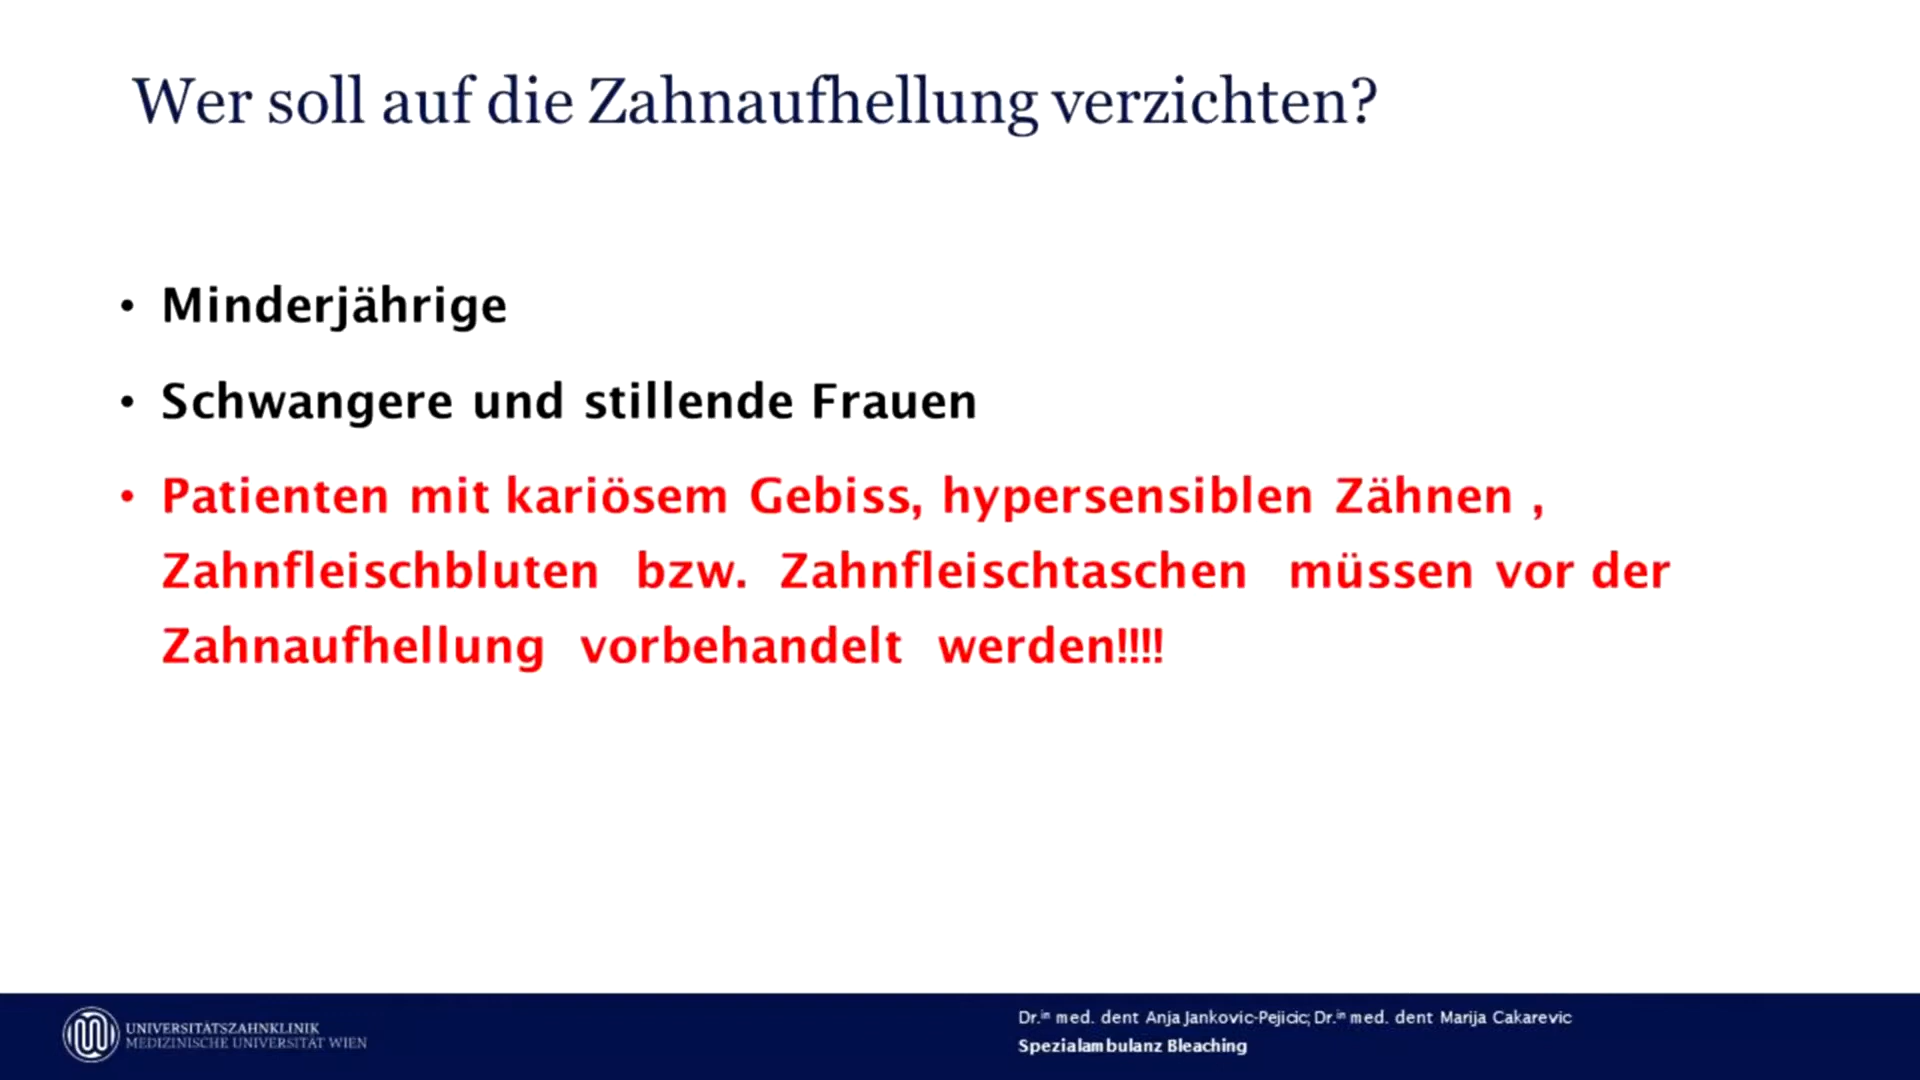 Wer soll auf die Zahnaufhellung verzichten?
• Minderjährige
• Schwangere und stillende Frauen
• Patienten mit kariösem Gebiss, hypersensiblen Zähnen ,
Zahnfleischbluten bzw. Zahnfleischtaschen müssen vor der
Zahnaufhellung vorbehandelt werden!!!!
UNIVERSITÄTSZAHNKLINIK
MEDIZINISCHE UNIVERSITÄT WIEN
Dr.ⁱⁿ med. dent Anja Jankovic-Pejicic; Dr.ⁱⁿ med. dent Marija Cakarevic
Spezialambulanz Bleaching